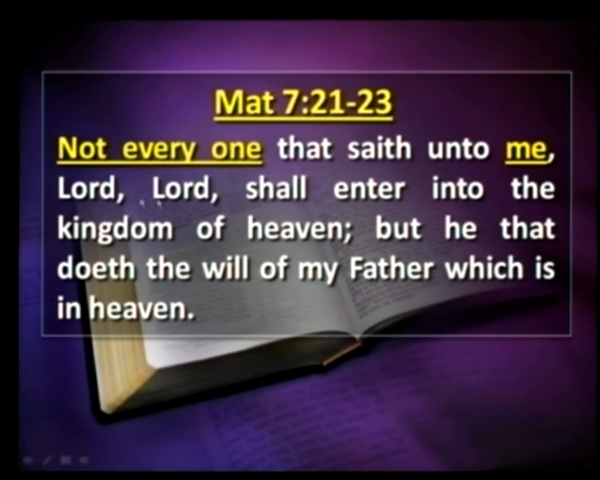 Mat 7:21-23
Not every one that saith unto me,
Lord, Lord, shall enter into the
kingdom of heaven; but he that
doeth the will of my Father which is
in heaven.